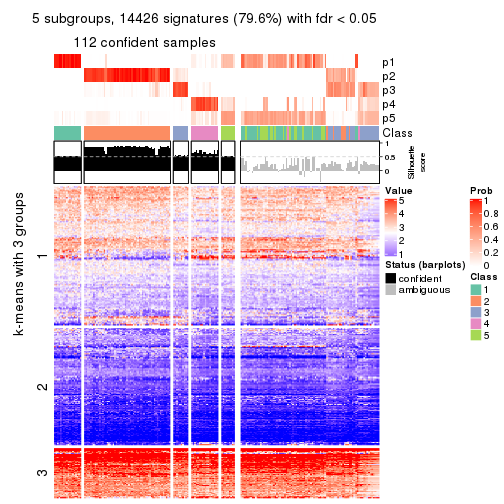 5 subgroups, 14426 signatures (79.6%) with fdr < 0.05
112 confident samples
p1
p2
p3
p4
p5
Class
1
0.5
0
Silhouette
score
k-means with 3 groups
1
2
3
Value
5
4
3
2
1
Status (barplots)
confident
ambiguous
Prob
1
0.8
0.6
0.4
0.2
0
Class
1
2
3
4
5